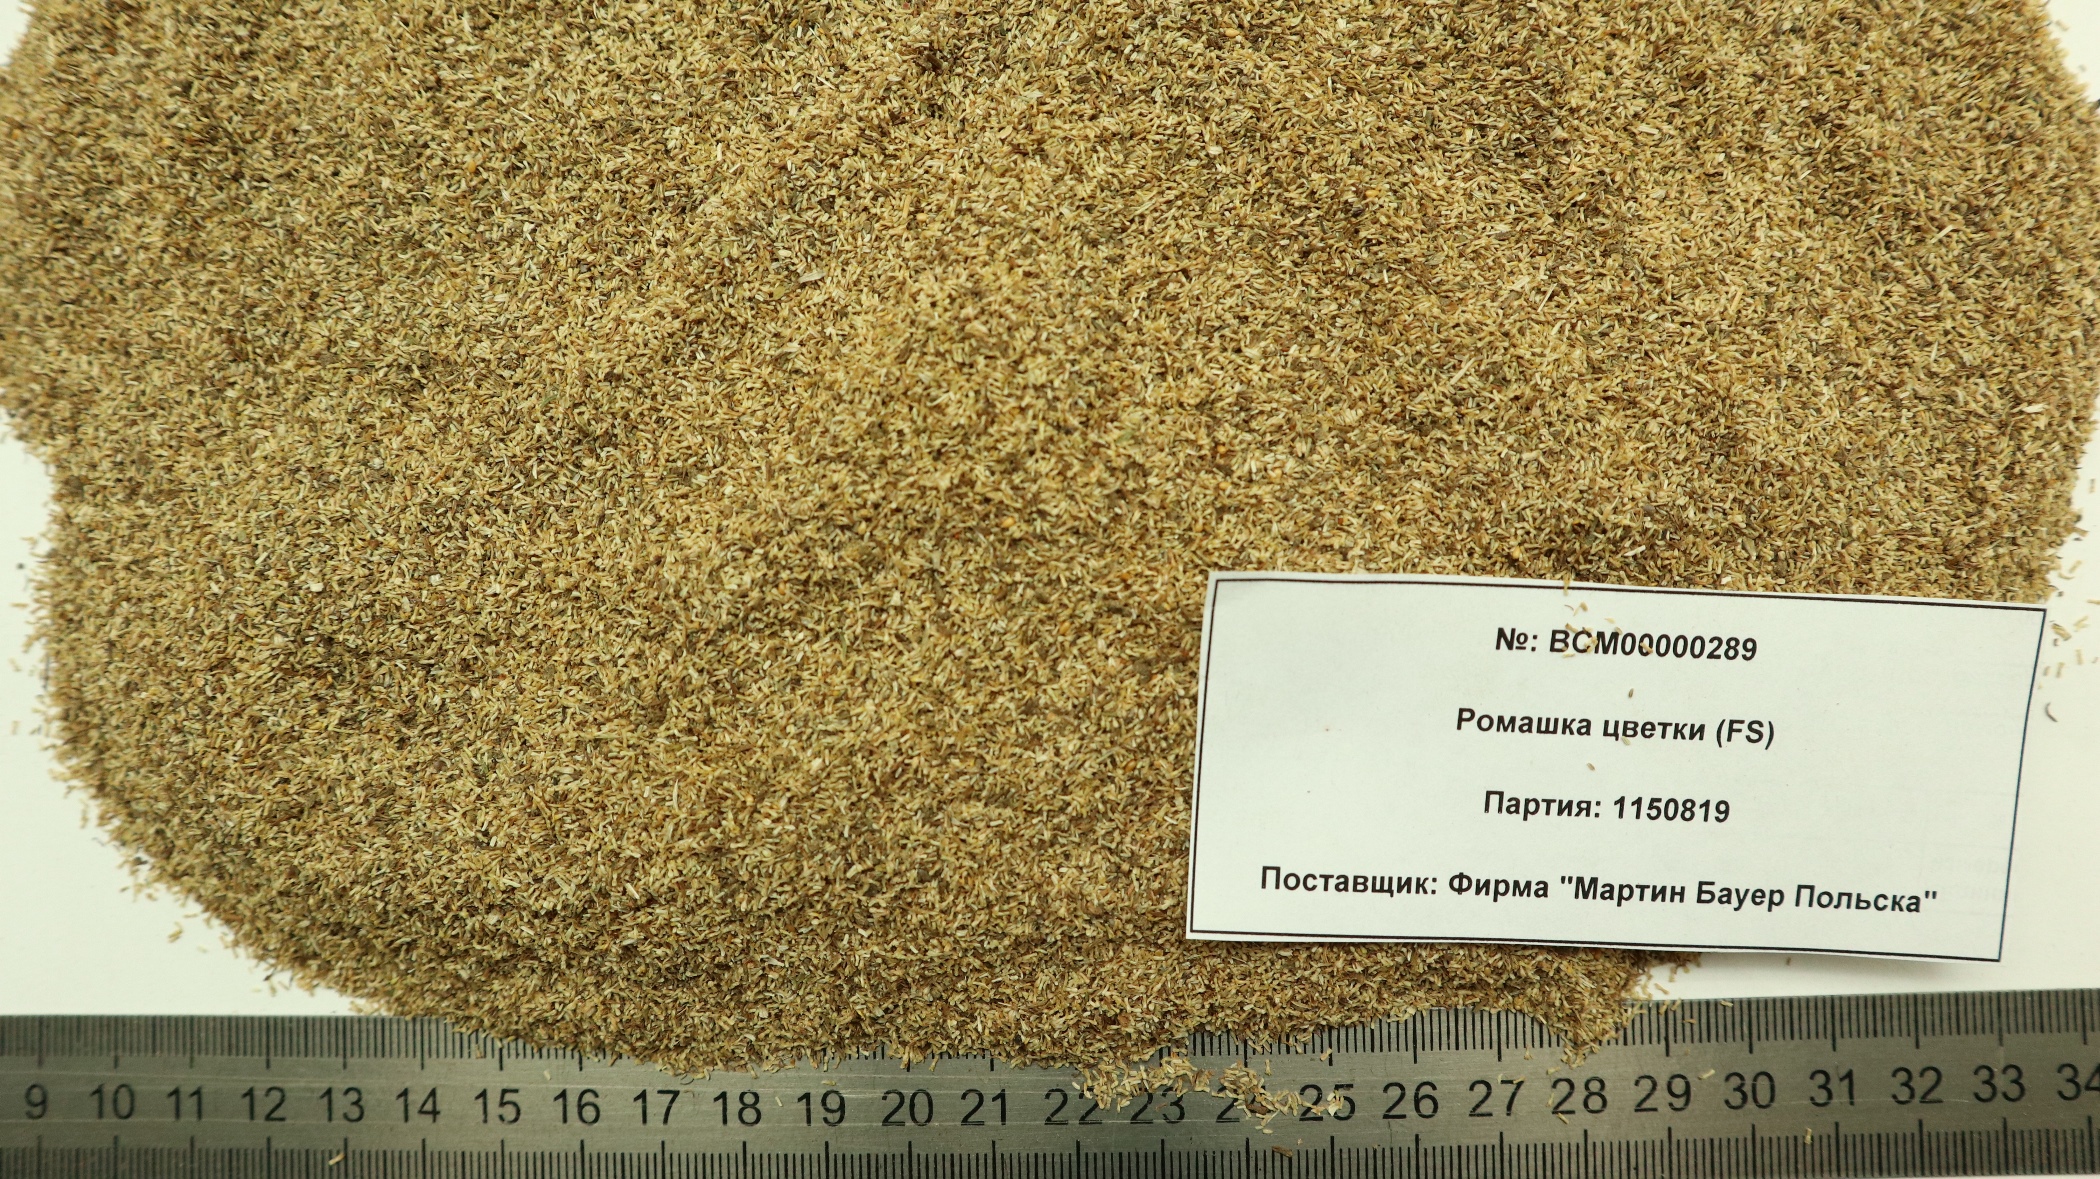 №: BCM00000289
Ромашка цветки (FS)
Партия: 1150819
Поставщик: Фирма "Мартин Бауер Польска"
9 10 11 12 13 14 15 16 17 18 19 20 21 22 23 24 25 26 27 28 29 30 31 32 33 34